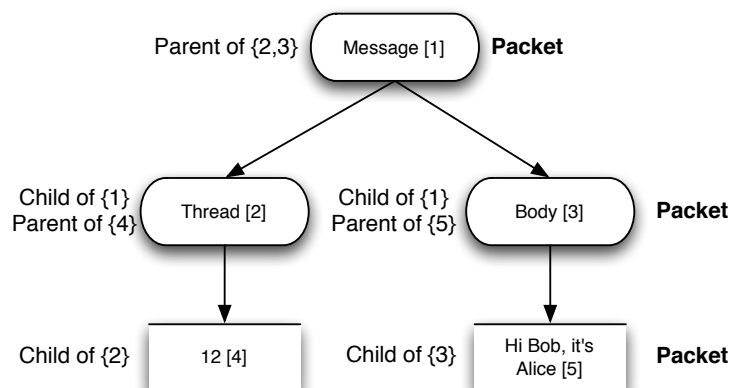 Parent of {2,3} Message [1] Packet
Child of {1} Child of {1}
Parent of {4} Thread [2] Parent of {5} Body [3] Packet
Child of {2} 12 [4] Child of {3} Hi Bob, it's
Alice [5] Packet